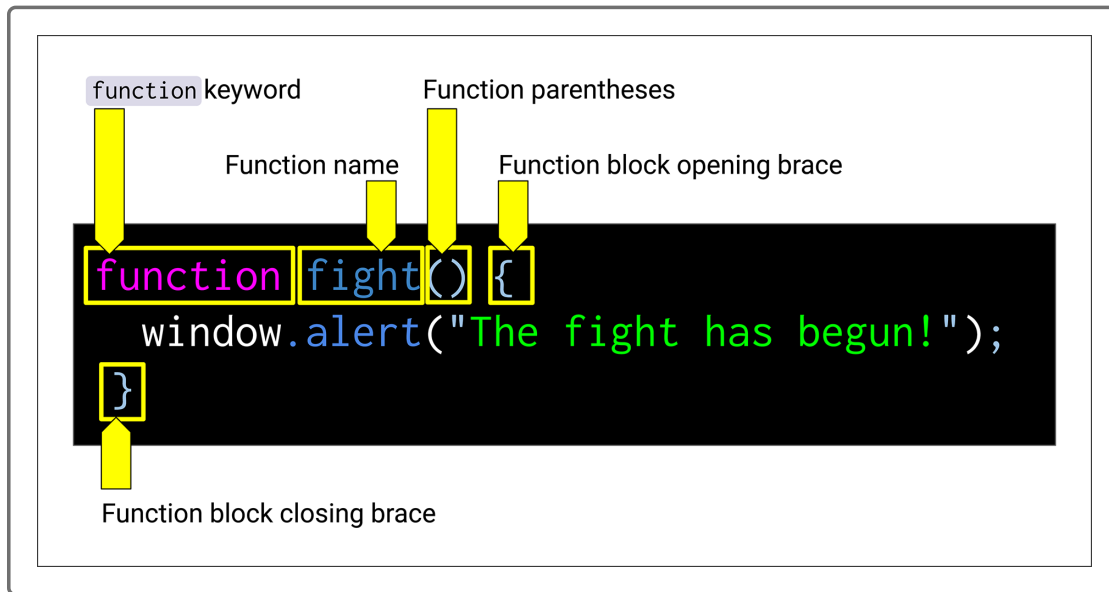 function keyword
Function parentheses
Function name
Function block opening brace
function fight() {
window.alert("The fight has begun!");
}
Function block closing brace